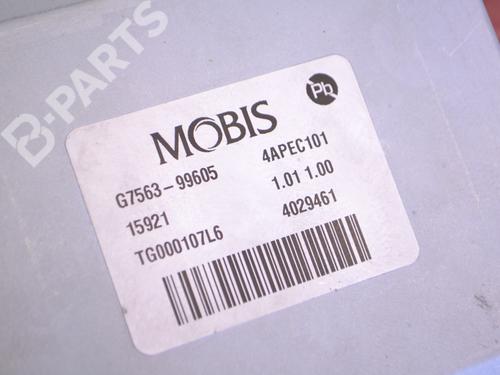 B-PARTS
Pb
MOBIS
G7563-99605 4APEC101
15921 1.01 1.00
TG000107L6 4029461